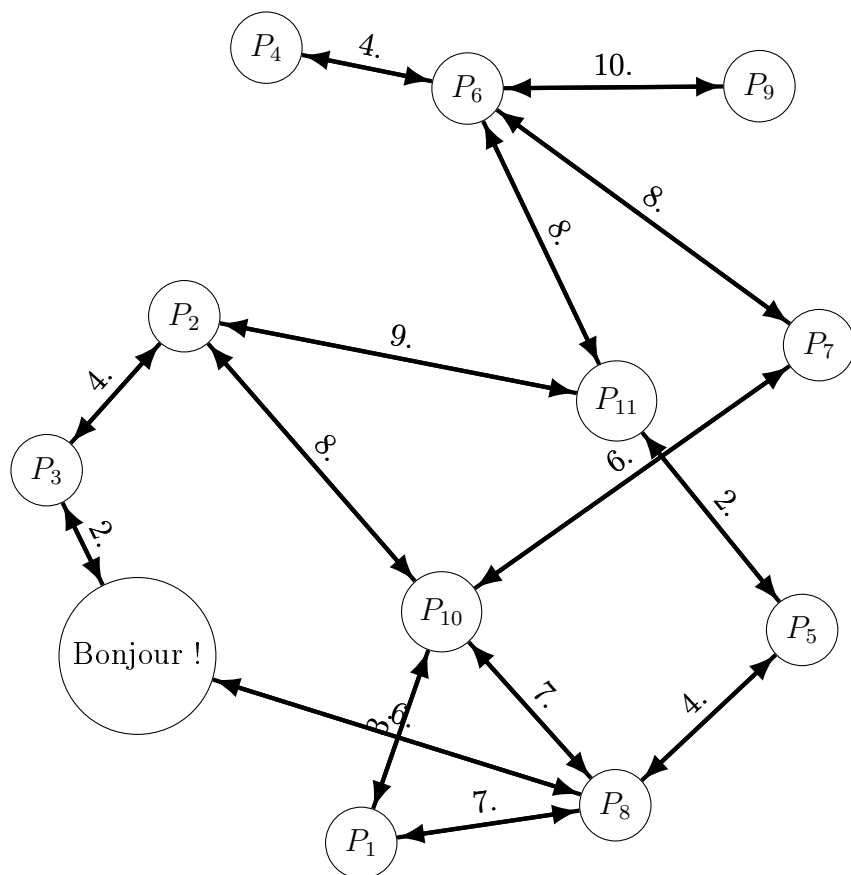 P₄
4.
10.
P₆
P₉
8.
8.
P₂
9.
P₇
4.
P₁₁
8.
6.
P₃
2.
2.
P₁₀
P₅
Bonjour !
7.
4.
3.
6.
7.
P₈
P₁